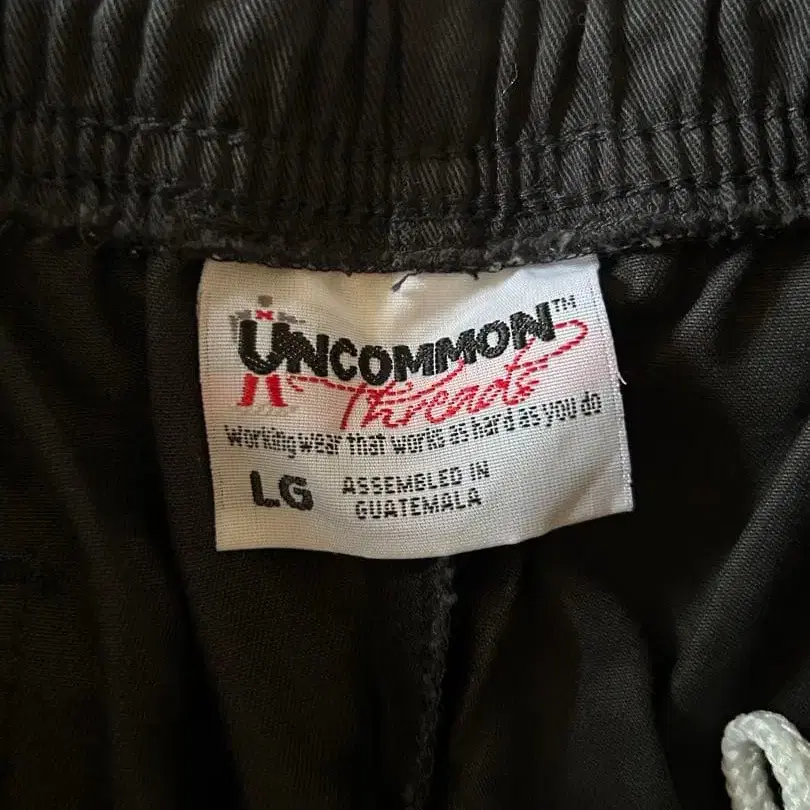 UNCOMMON™
Threads
Working wear that works as hard as you do
LG
ASSEMBLED IN
GUATEMALA